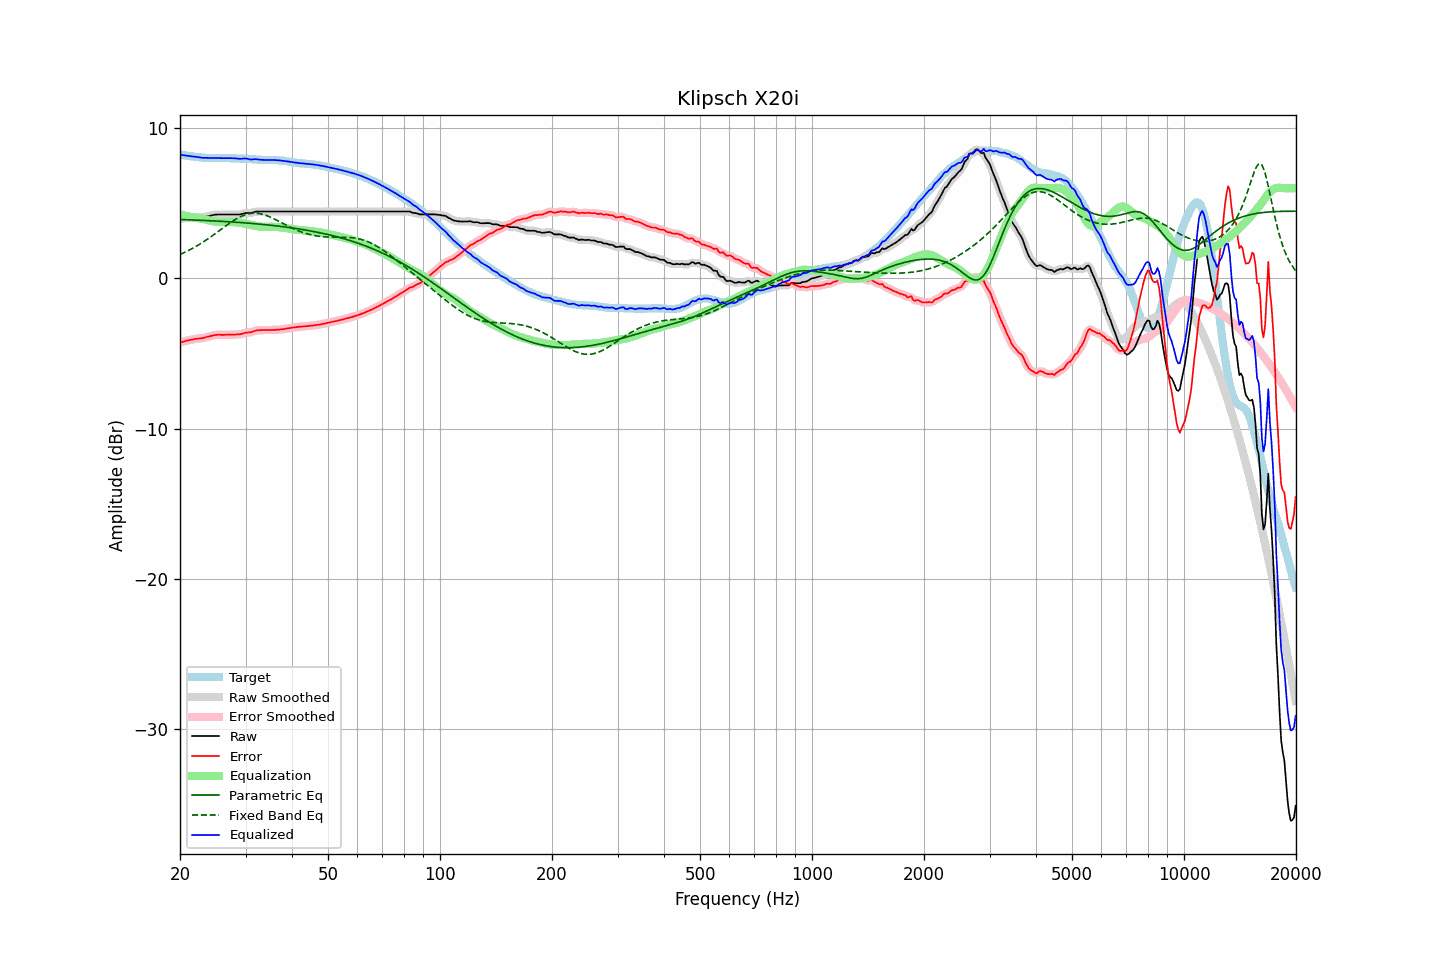 Klipsch X20i
10
0
−10
−20
−30
Amplitude (dBr)
Target
Raw Smoothed
Error Smoothed
Raw
Error
Equalization
Parametric Eq
Fixed Band Eq
Equalized
20 50 100 200 500 1000 2000 5000 10000 20000
Frequency (Hz)